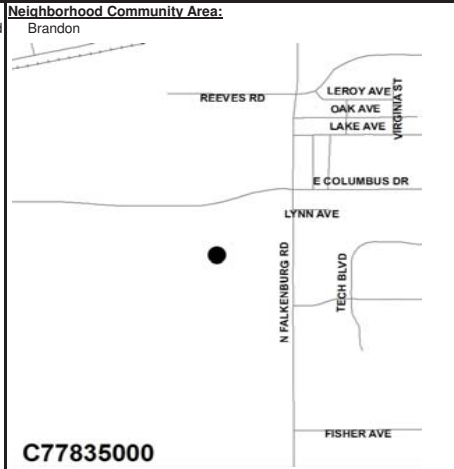 Neighborhood Community Area:
Brandon
REEVES RD
LEROY AVE
OAK AVE
LAKE AVE
VIRGINIA ST
E COLUMBUS DR
LYNN AVE
N FALKENBURG RD
TECH BLVD
FISHER AVE
C77835000